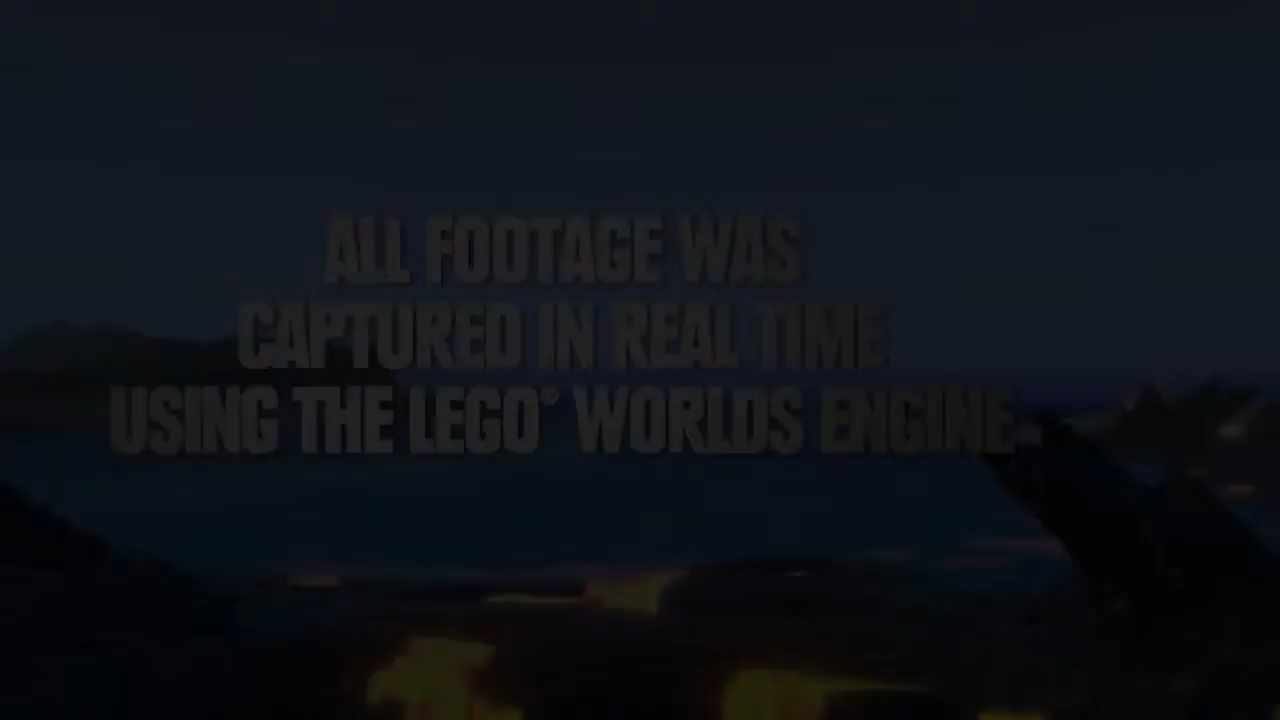 ALL FOOTAGE WAS
CAPTURED IN REAL TIME
USING THE LEGO® WORLDS ENGINE